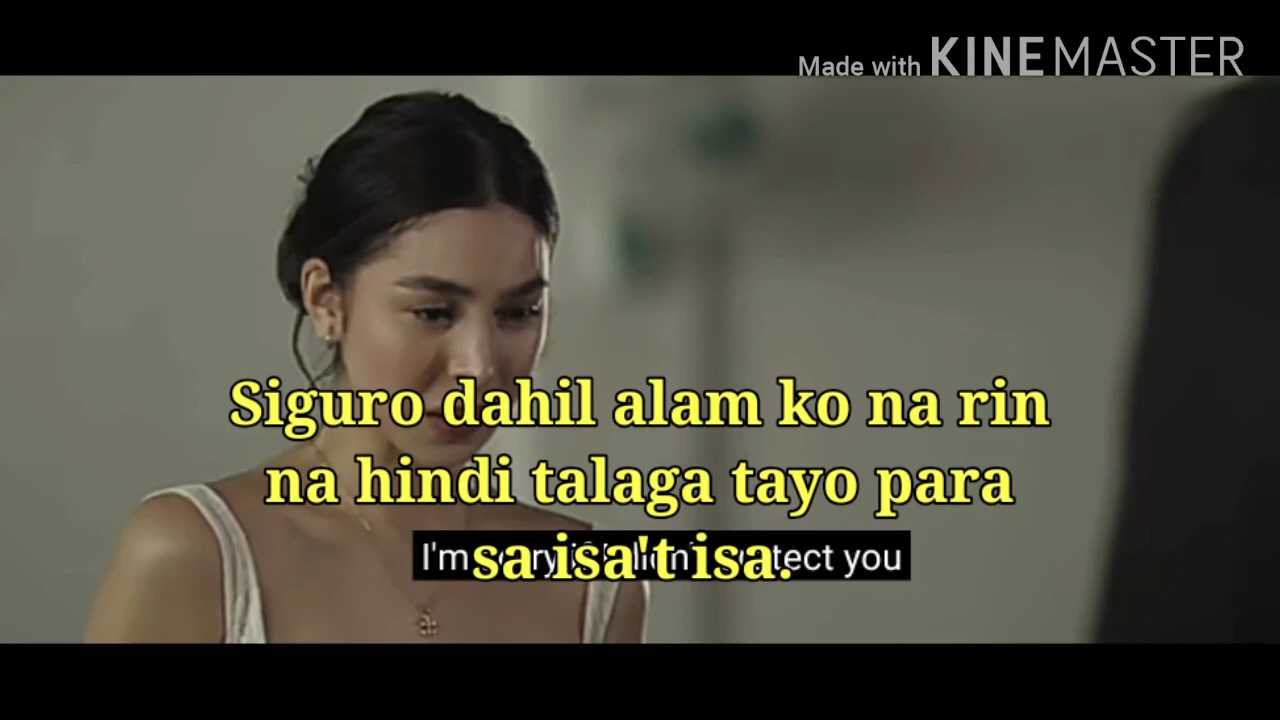 Made with KINEMASTER
Siguro dahil alam ko na rin
na hindi talaga tayo para
sa isa't isa.
I'm tect you